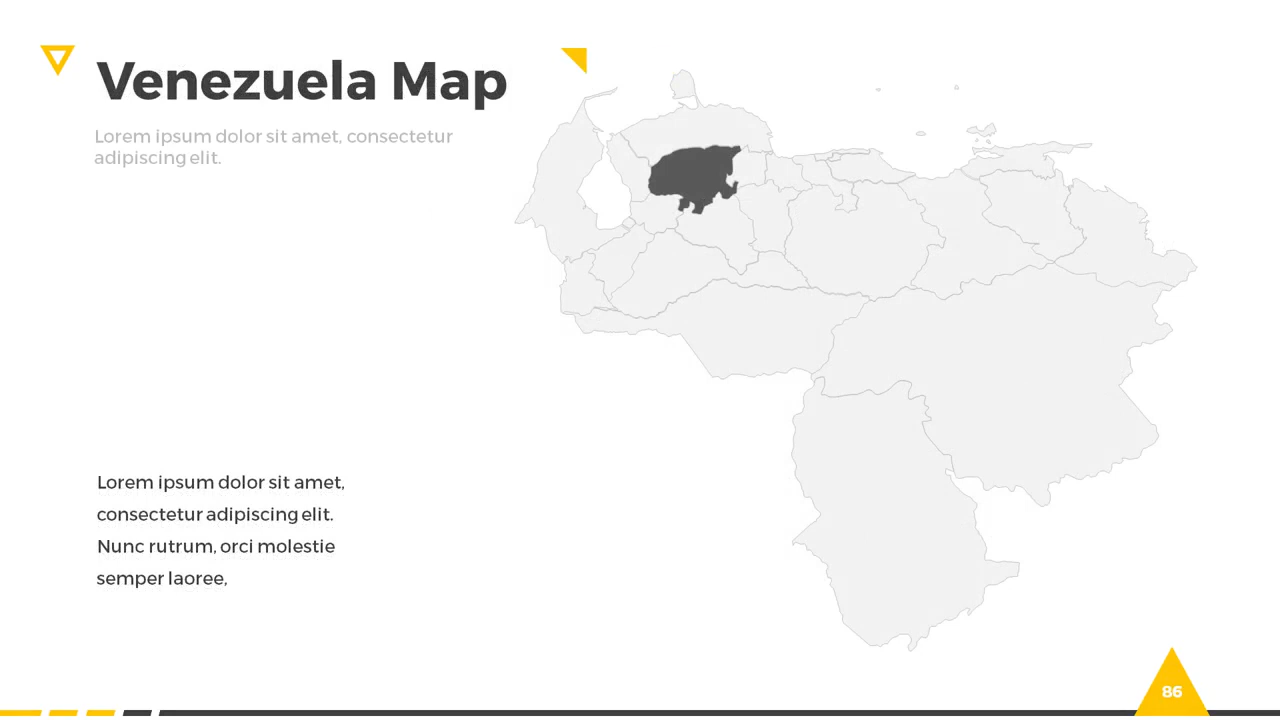 Venezuela Map
Lorem ipsum dolor sit amet, consectetur
adipiscing elit.
Lorem ipsum dolor sit amet,
consectetur adipiscing elit.
Nunc rutrum, orci molestie
semper laoree,
86